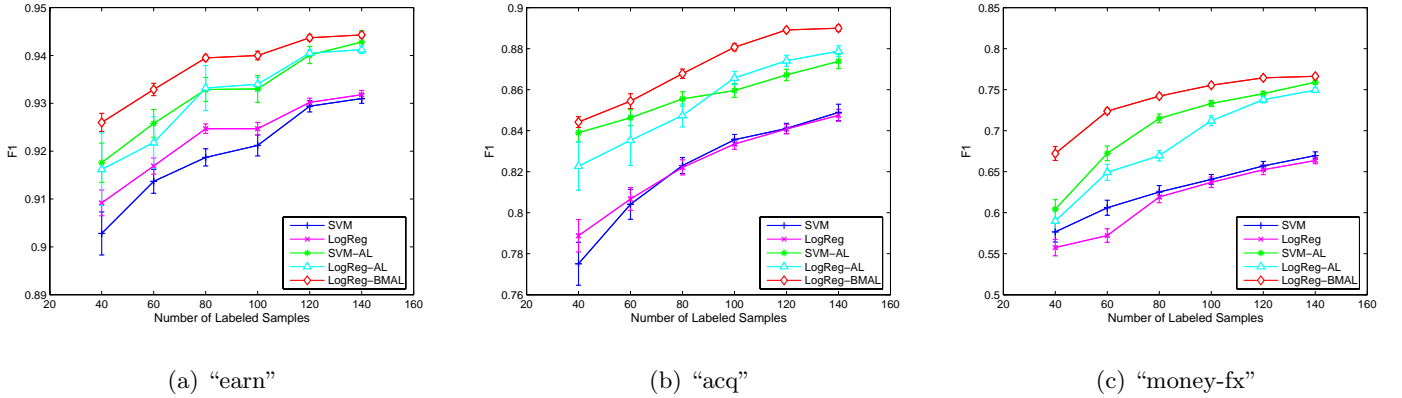 0.95
0.94
0.93
0.92
0.91
0.9
0.89
F1
20 40 60 80 100 120 140 160
Number of Labeled Samples
SVM
LogReg
SVM−AL
LogReg−AL
LogReg−BMAL
(a) “earn”
0.9
0.88
0.86
0.84
0.82
0.8
0.78
0.76
F1
20 40 60 80 100 120 140 160
Number of Labeled Samples
SVM
LogReg
SVM−AL
LogReg−AL
LogReg−BMAL
(b) “acq”
0.85
0.8
0.75
0.7
0.65
0.6
0.55
0.5
F1
20 40 60 80 100 120 140 160
Number of Labeled Samples
SVM
LogReg
SVM−AL
LogReg−AL
LogReg−BMAL
(c) “money-fx”